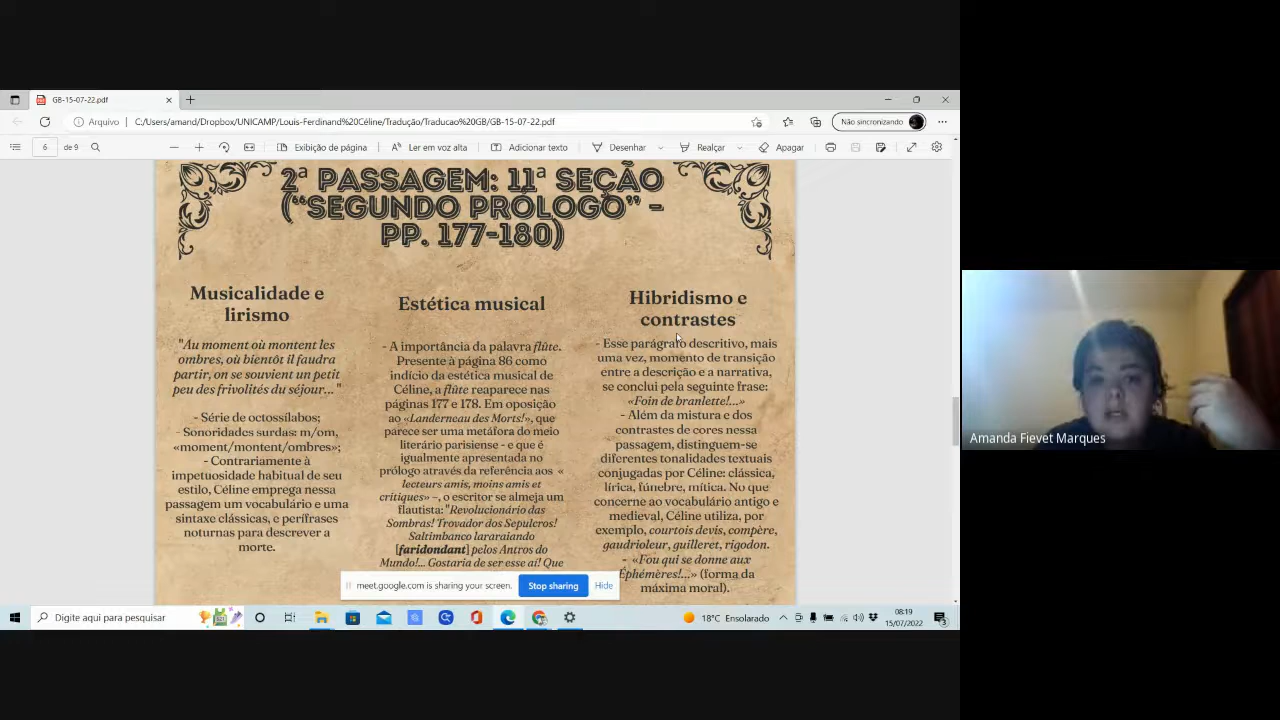 GB-15-07-22.pdf
Arquivo
C:/Users/amand/Dropbox/UNICAMP/Louis-Ferdinand%20Céline/Tradução/Traducao%20GB/GB-15-07-22.pdf
Não sincronizando
6 de 9
Exibição de página
Ler em voz alta
Adicionar texto
Desenhar
Realçar
Apagar
2ª PASSAGEM: 11ª SEÇÃO
("SEGUNDO PRÓLOGO" -
PP. 177-180)
Musicalidade e
lirismo
"Au moment où montent les
ombres, où bientôt il faudra
partir, on se souvient un petit
peu des frivolités du séjour..."
- Série de octossílabos;
- Sonoridades surdas: m/om,
«moment/montent/ombres»;
- Contrariamente à
impetuosidade habitual de seu
estilo, Céline emprega nessa
passagem um vocabulário e uma
sintaxe clássicas, e perífrases
noturnas para descrever a
morte.
Estética musical
- A importância da palavra flûte.
Presente à página 86 como
indício da estética musical de
Céline, a flûte reaparece nas
páginas 177 e 178. Em oposição
ao «Landerneau des Morts!», que
parece ser uma metáfora do meio
literário parisiense - e que é
igualmente apresentada no
prólogo através da referência aos «
lecteurs amis, moins amis et
critiques» –, o escritor se almeja um
flautista: "Revolucionário das
Sombras! Trovador dos Sepulcros!
Saltimbanco lararaiando
[faridondant] pelos Antros do
Mundo!... Gostaria de ser esse aí! Que
Hibridismo e
contrastes
- Esse parágrafo descritivo, mais
uma vez, momento de transição
entre a descrição e a narrativa,
se conclui pela seguinte frase:
«Foin de branlette!...»
- Além da mistura e dos
contrastes de cores nessa
passagem, distinguem-se
diferentes tonalidades textuais
conjugadas por Céline: clássica,
lírica, fúnebre, mítica. No que
concerne ao vocabulário antigo e
medieval, Céline utiliza, por
exemplo, courtois devis, compère,
gaudrioleur, guilleret, rigodon.
- «Fou qui se donne aux
Éphémères!...» (forma da
máxima moral).
meet.google.com is sharing your screen.
Stop sharing
Hide
Amanda Fievet Marques
Digite aqui para pesquisar
18°C Ensolarado
08:19
15/07/2022
3